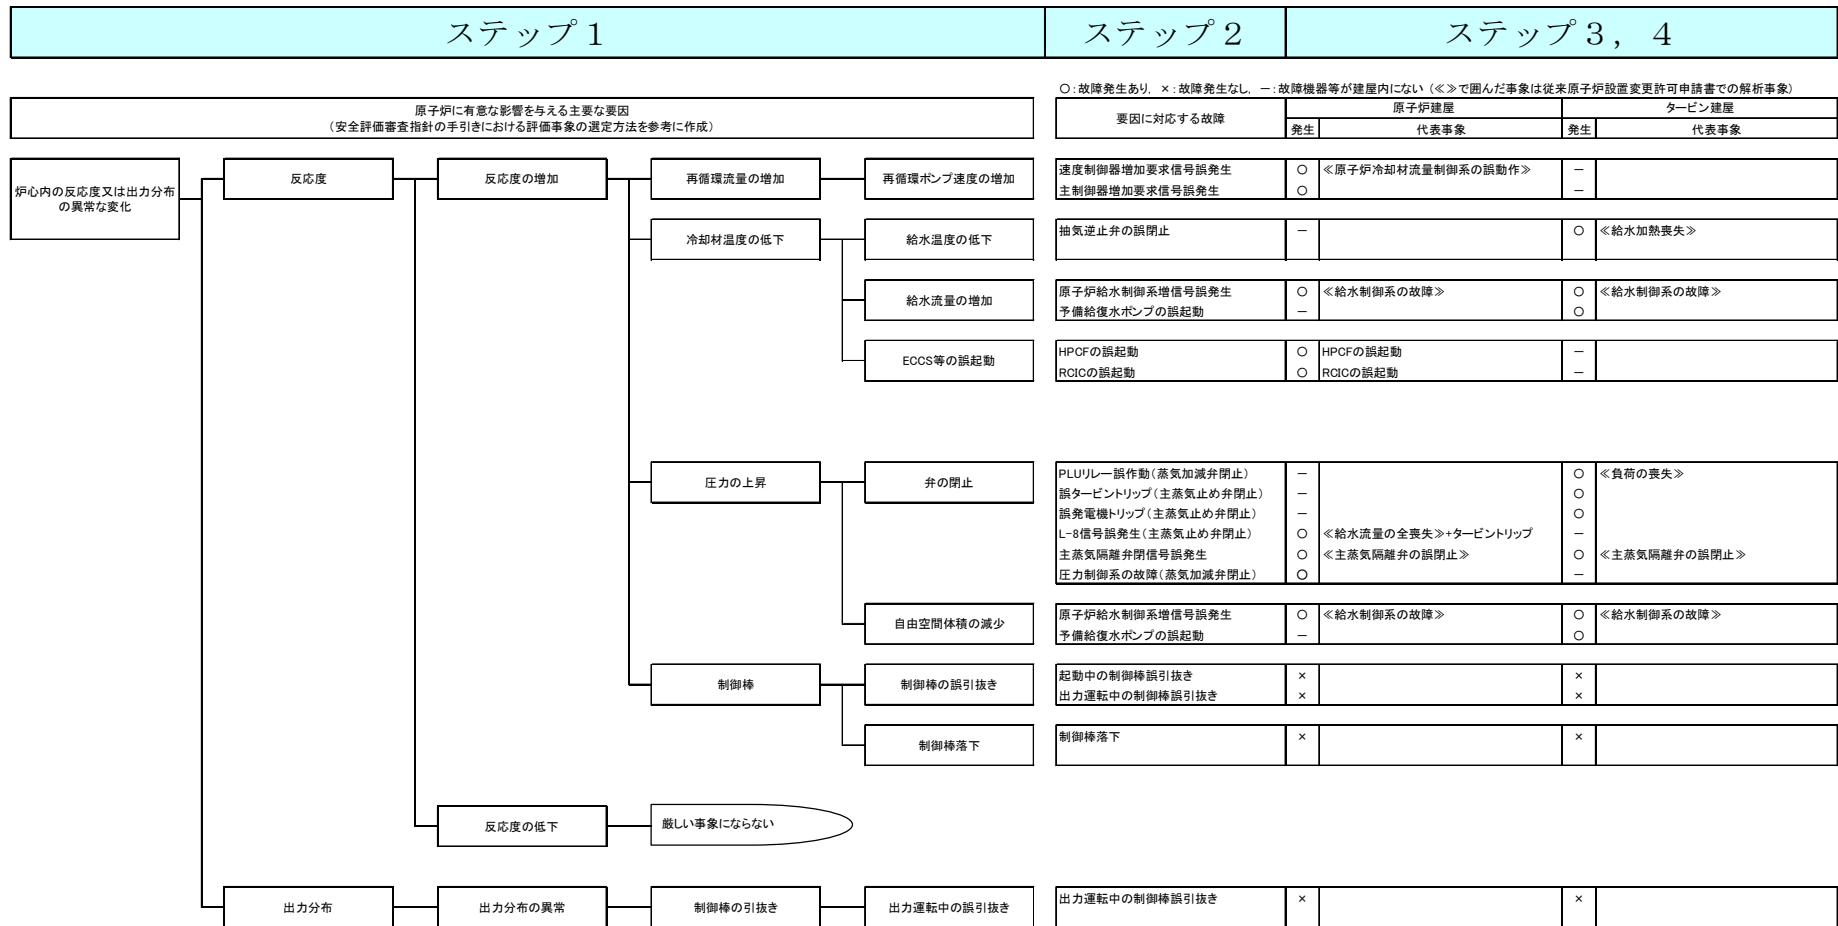 ステップ1
ステップ2
ステップ3，4
○：故障発生あり，×：故障発生なし，－：故障機器等が建屋内にない（≪≫で囲んだ事象は従来原子炉設置変更許可申請書での解析事象）
原子炉に有意な影響を与える主要な要因
（安全評価審査指針の手引きにおける評価事象の選定方法を参考に作成）
要因に対応する故障
原子炉建屋
タービン建屋
発生
代表事象
発生
代表事象
炉心内の反応度又は出力分布
の異常な変化
反応度
反応度の増加
再循環流量の増加
再循環ポンプ速度の増加
速度制御器増加要求信号誤発生 ○ ≪原子炉冷却材流量制御系の誤動作≫ －
主制御器増加要求信号誤発生 ○ －
冷却材温度の低下
給水温度の低下
抽気逆止弁の誤閉止 － ○ ≪給水加熱喪失≫
給水流量の増加
原子炉給水制御系増信号誤発生 ○ ≪給水制御系の故障≫ ○ ≪給水制御系の故障≫
予備給復水ポンプの誤起動 － ○
ECCS等の誤起動
HPCFの誤起動 ○ HPCFの誤起動 －
RCICの誤起動 ○ RCICの誤起動 －
圧力の上昇
弁の閉止
PLUリレー誤作動（蒸気加減弁閉止） － ○ ≪負荷の喪失≫
誤タービントリップ（主蒸気止め弁閉止） － ○
誤発電機トリップ（主蒸気止め弁閉止） － ○
L-8信号誤発生（主蒸気止め弁閉止） ○ ≪給水流量の全喪失≫+タービントリップ －
主蒸気隔離弁閉信号誤発生 ○ ≪主蒸気隔離弁の誤閉止≫ ○ ≪主蒸気隔離弁の誤閉止≫
圧力制御系の故障（蒸気加減弁閉止） ○ －
自由空間体積の減少
原子炉給水制御系増信号誤発生 ○ ≪給水制御系の故障≫ ○ ≪給水制御系の故障≫
予備給復水ポンプの誤起動 － ○
制御棒
制御棒の誤引抜き
起動中の制御棒誤引抜き × ×
出力運転中の制御棒誤引抜き × ×
制御棒落下
制御棒落下 × ×
反応度の低下
厳しい事象にならない
出力分布
出力分布の異常
制御棒の引抜き
出力運転中の誤引抜き
出力運転中の制御棒誤引抜き × ×